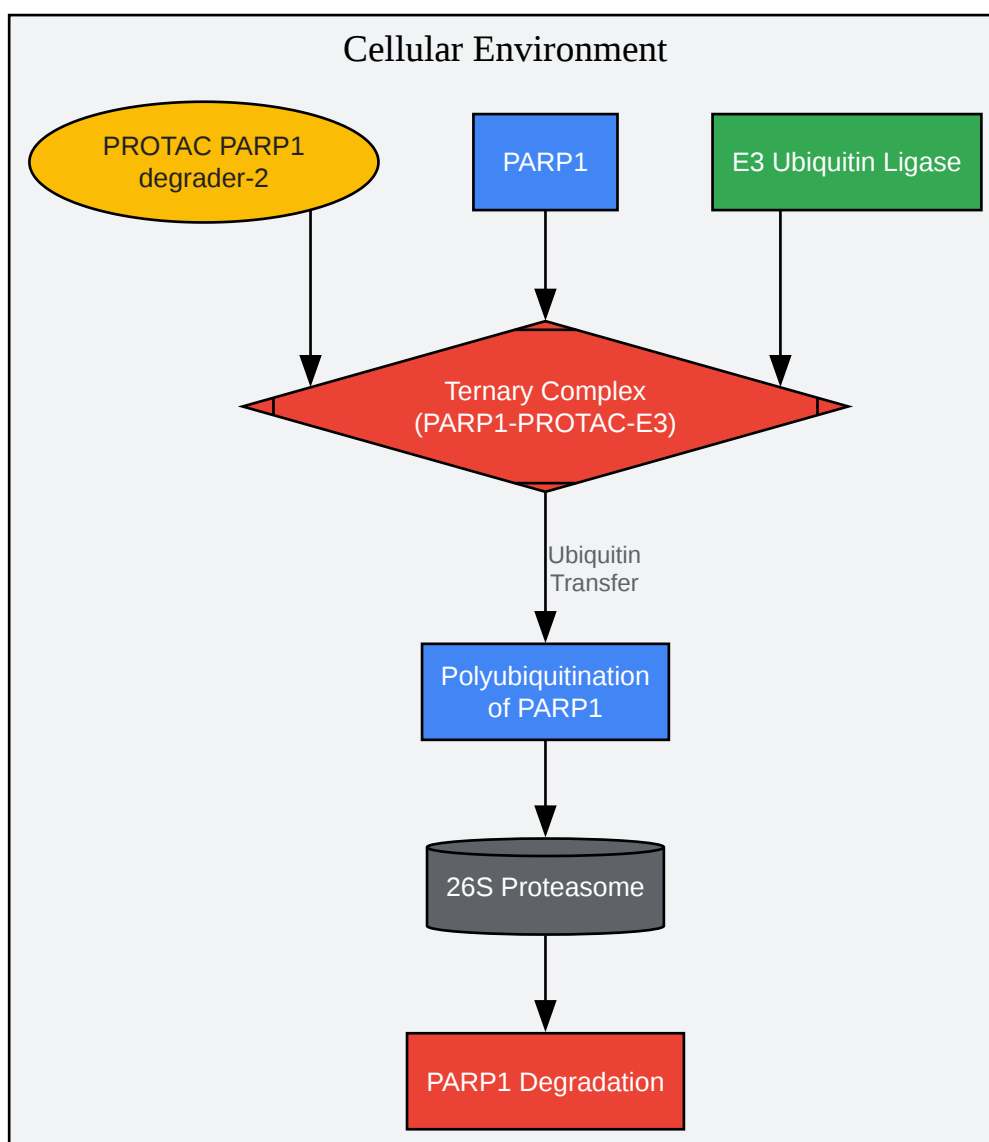 Cellular Environment
PROTAC PARP1
degrader-2
PARP1
E3 Ubiquitin Ligase
Ternary Complex
(PARP1-PROTAC-E3)
Ubiquitin
Transfer
Polyubiquitination
of PARP1
26S Proteasome
PARP1 Degradation